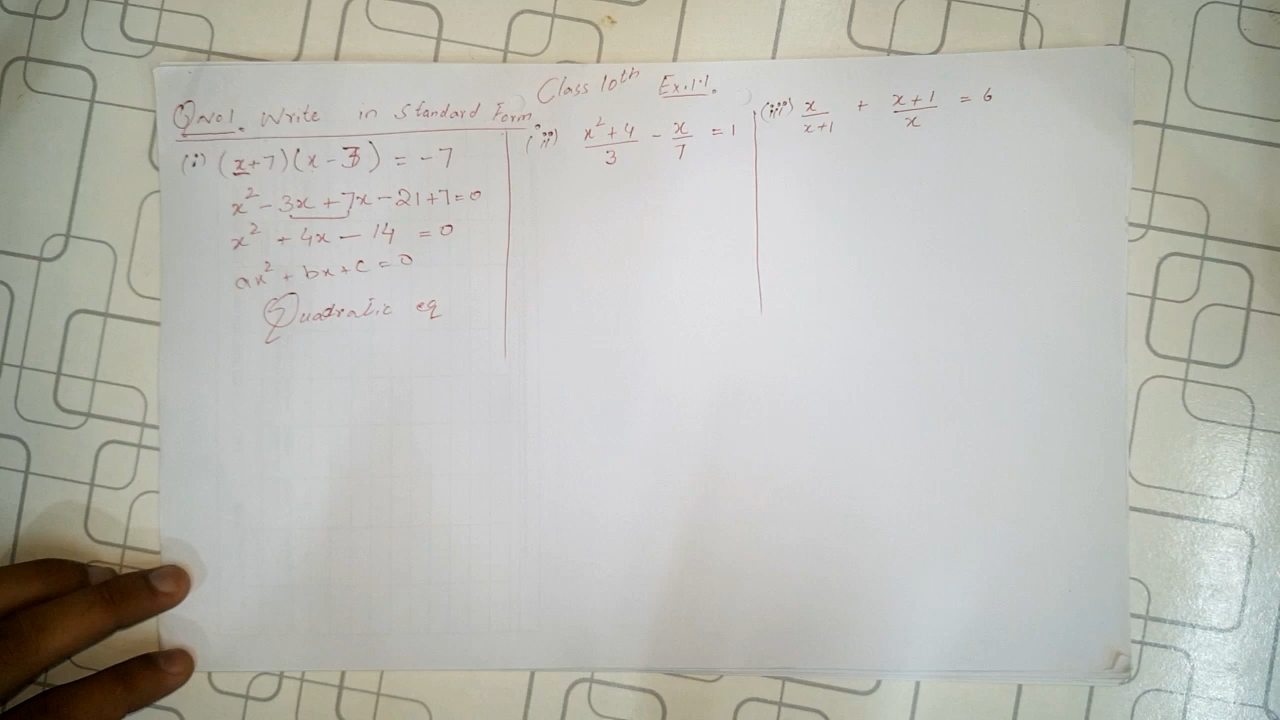 Class 10th Ex.1.1.
Q No1. Write in Standard Form
(i) (x+7)(x-3) = -7
x² - 3x + 7x - 21 + 7 = 0
x² + 4x - 14 = 0
ax² + bx + c = 0
Quadratic eq
(ii) x²+4/3 - x/7 = 1
(iii) x/x+1 + x+1/x = 6